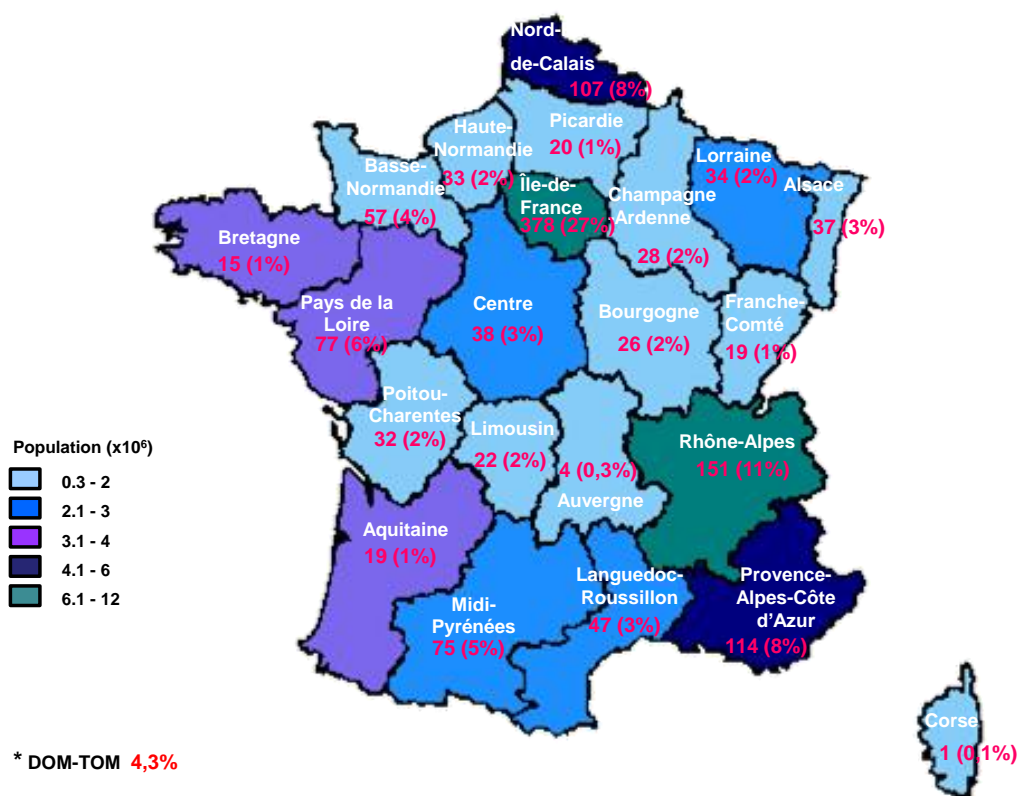 Nord-
de-Calais
107 (8%)
Picardie
20 (1%)
Haute-
Normandie
33 (2%)
Basse-
Normandie
57 (4%)
Île-de-
France
378 (27%)
Champagne
Ardenne
28 (2%)
Lorraine
34 (2%)
Alsace
37 (3%)
Bretagne
15 (1%)
Pays de la
Loire
77 (6%)
Centre
38 (3%)
Bourgogne
26 (2%)
Franche-
Comté
19 (1%)
Poitou-
Charentes
32 (2%)
Limousin
22 (2%)
4 (0,3%)
Auvergne
Rhône-Alpes
151 (11%)
Aquitaine
19 (1%)
Midi-
Pyrénées
75 (5%)
Languedoc-
Roussillon
47 (3%)
Provence-
Alpes-Côte
d’Azur
114 (8%)
Corse
1 (0,1%)
Population (x10⁶)
0.3 - 2
2.1 - 3
3.1 - 4
4.1 - 6
6.1 - 12
* DOM-TOM 4,3%